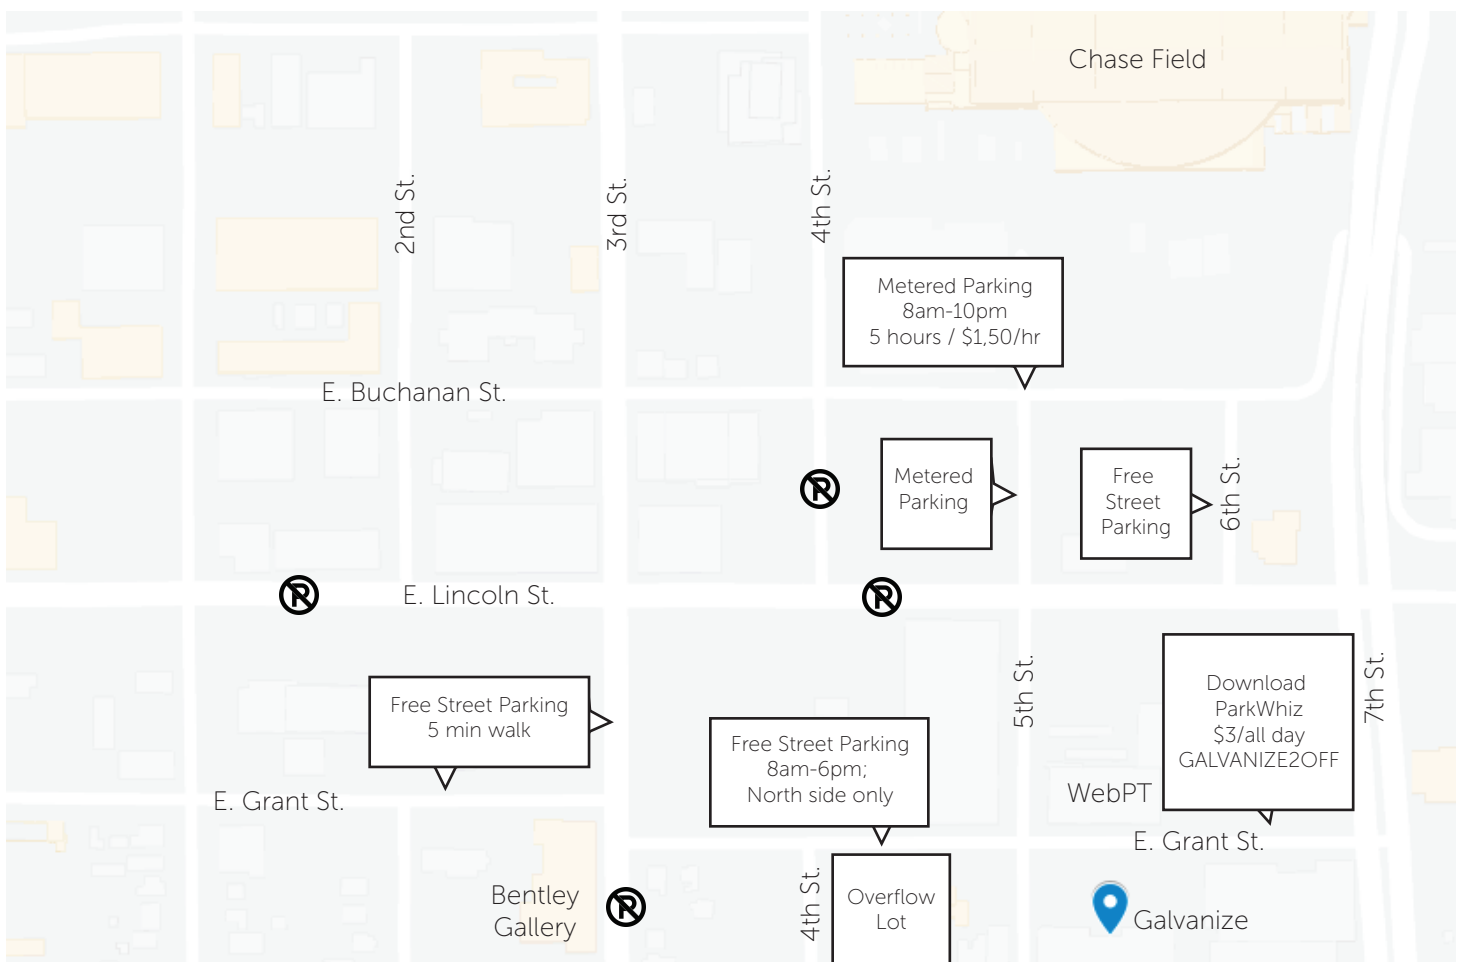 Chase Field
2nd St.
3rd St.
4th St.
Metered Parking
8am-10pm
5 hours / $1,50/hr
E. Buchanan St.
Metered
Parking
Free
Street
Parking
6th St.
E. Lincoln St.
Free Street Parking
5 min walk
Free Street Parking
8am-6pm;
North side only
5th St.
Download
ParkWhiz
$3/all day
GALVANIZE2OFF
7th St.
E. Grant St.
WebPT
E. Grant St.
Bentley
Gallery
4th St.
Overflow
Lot
Galvanize